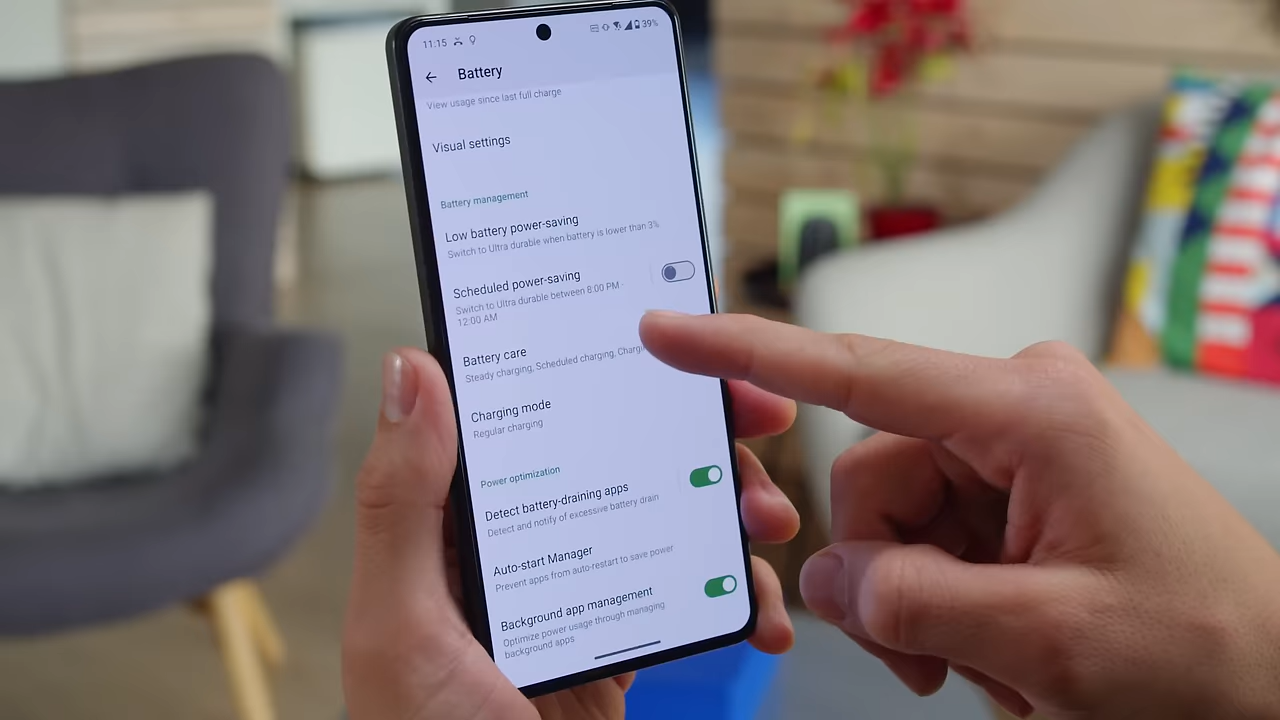 11:15
39%
Battery
View usage since last full charge
Visual settings
Battery management
Low battery power-saving
Switch to Ultra durable when battery is lower than 3%
Scheduled power-saving
Switch to Ultra durable between 8:00 PM -
12:00 AM
Battery care
Steady charging, Scheduled charging, Chargi
Charging mode
Regular charging
Power optimization
Detect battery-draining apps
Detect and notify of excessive battery drain
Auto-start Manager
Prevent apps from auto-restart to save power
Background app management
Optimize power usage through managing
background apps